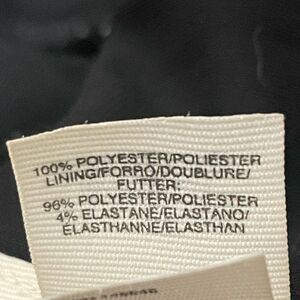 100% POLYESTER/POLIESTER
LINING/FORRO/DOUBLURE/
FUTTER:
96% POLYESTER/POLIESTER
4% ELASTANE/ELASTANO/
ELASTHANNE/ELASTHAN